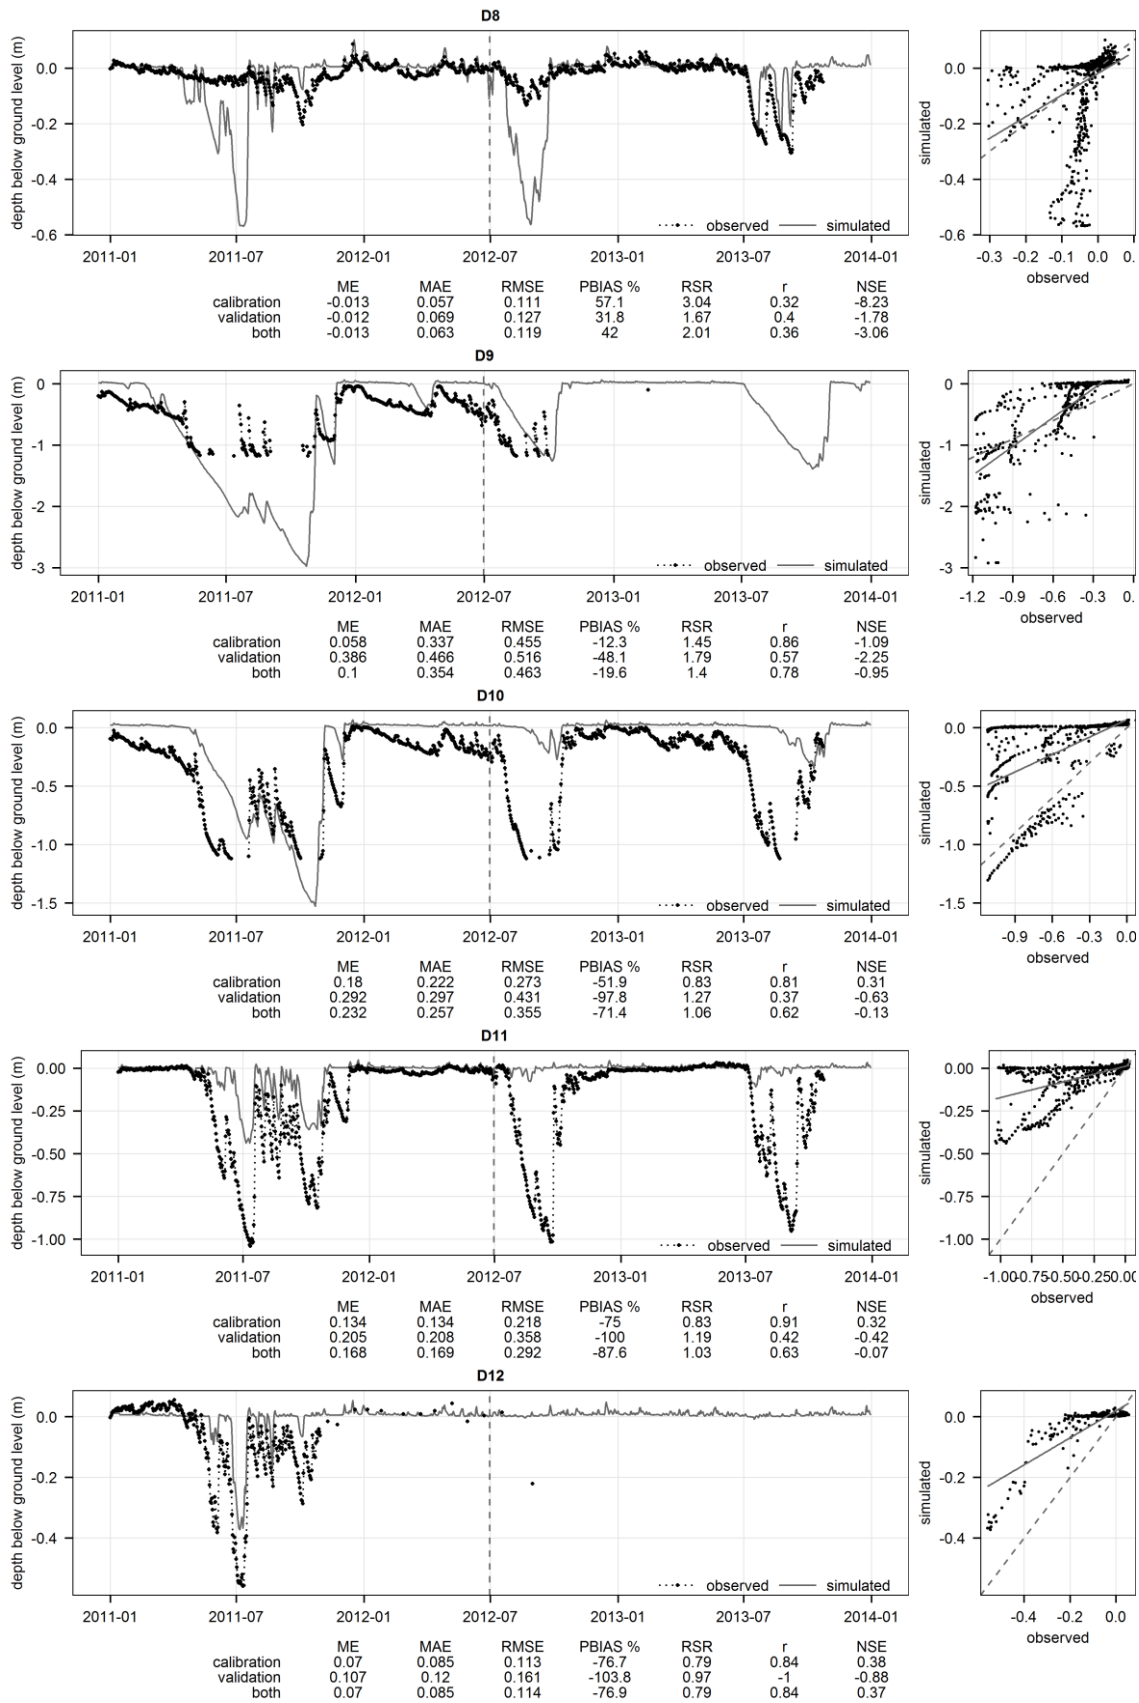 D8
depth below ground level (m)
0.0
-0.2
-0.4
-0.6
observed simulated
2011-01 2011-07 2012-01 2012-07 2013-01 2013-07 2014-01
simulated
0.0
-0.2
-0.4
-0.6
-0.3 -0.2 -0.1 0.0 0.
observed
ME MAE RMSE PBIAS % RSR r NSE
calibration -0.013 0.057 0.111 57.1 3.04 0.32 -8.23
validation -0.012 0.069 0.127 31.8 1.67 0.4 -1.78
both -0.013 0.063 0.119 42 2.01 0.36 -3.06
D9
depth below ground level (m)
0
-1
-2
-3
observed simulated
2011-01 2011-07 2012-01 2012-07 2013-01 2013-07 2014-01
simulated
0
-1
-2
-3
-1.2 -0.9 -0.6 -0.3 0.
observed
ME MAE RMSE PBIAS % RSR r NSE
calibration 0.058 0.337 0.455 -12.3 1.45 0.86 -1.09
validation 0.386 0.466 0.516 -48.1 1.79 0.57 -2.25
both 0.1 0.354 0.463 -19.6 1.4 0.78 -0.95
D10
depth below ground level (m)
0.0
-0.5
-1.0
-1.5
observed simulated
2011-01 2011-07 2012-01 2012-07 2013-01 2013-07 2014-01
simulated
0.0
-0.5
-1.0
-1.5
-0.9 -0.6 -0.3 0.0
observed
ME MAE RMSE PBIAS % RSR r NSE
calibration 0.18 0.222 0.273 -51.9 0.83 0.81 0.31
validation 0.292 0.297 0.431 -97.8 1.27 0.37 -0.63
both 0.232 0.257 0.355 -71.4 1.06 0.62 -0.13
D11
depth below ground level (m)
0.00
-0.25
-0.50
-0.75
-1.00
observed simulated
2011-01 2011-07 2012-01 2012-07 2013-01 2013-07 2014-01
simulated
0.00
-0.25
-0.50
-0.75
-1.00
-1.00 -0.75 -0.50 -0.25 0.00
observed
ME MAE RMSE PBIAS % RSR r NSE
calibration 0.134 0.134 0.218 -75 0.83 0.91 0.32
validation 0.205 0.208 0.358 -100 1.19 0.42 -0.42
both 0.168 0.169 0.292 -87.6 1.03 0.63 -0.07
D12
depth below ground level (m)
0.0
-0.2
-0.4
observed simulated
2011-01 2011-07 2012-01 2012-07 2013-01 2013-07 2014-01
simulated
0.0
-0.2
-0.4
-0.4 -0.2 0.0
observed
ME MAE RMSE PBIAS % RSR r NSE
calibration 0.07 0.085 0.113 -76.7 0.79 0.84 0.38
validation 0.107 0.12 0.161 -103.8 0.97 -1 -0.88
both 0.07 0.085 0.114 -76.9 0.79 0.84 0.37